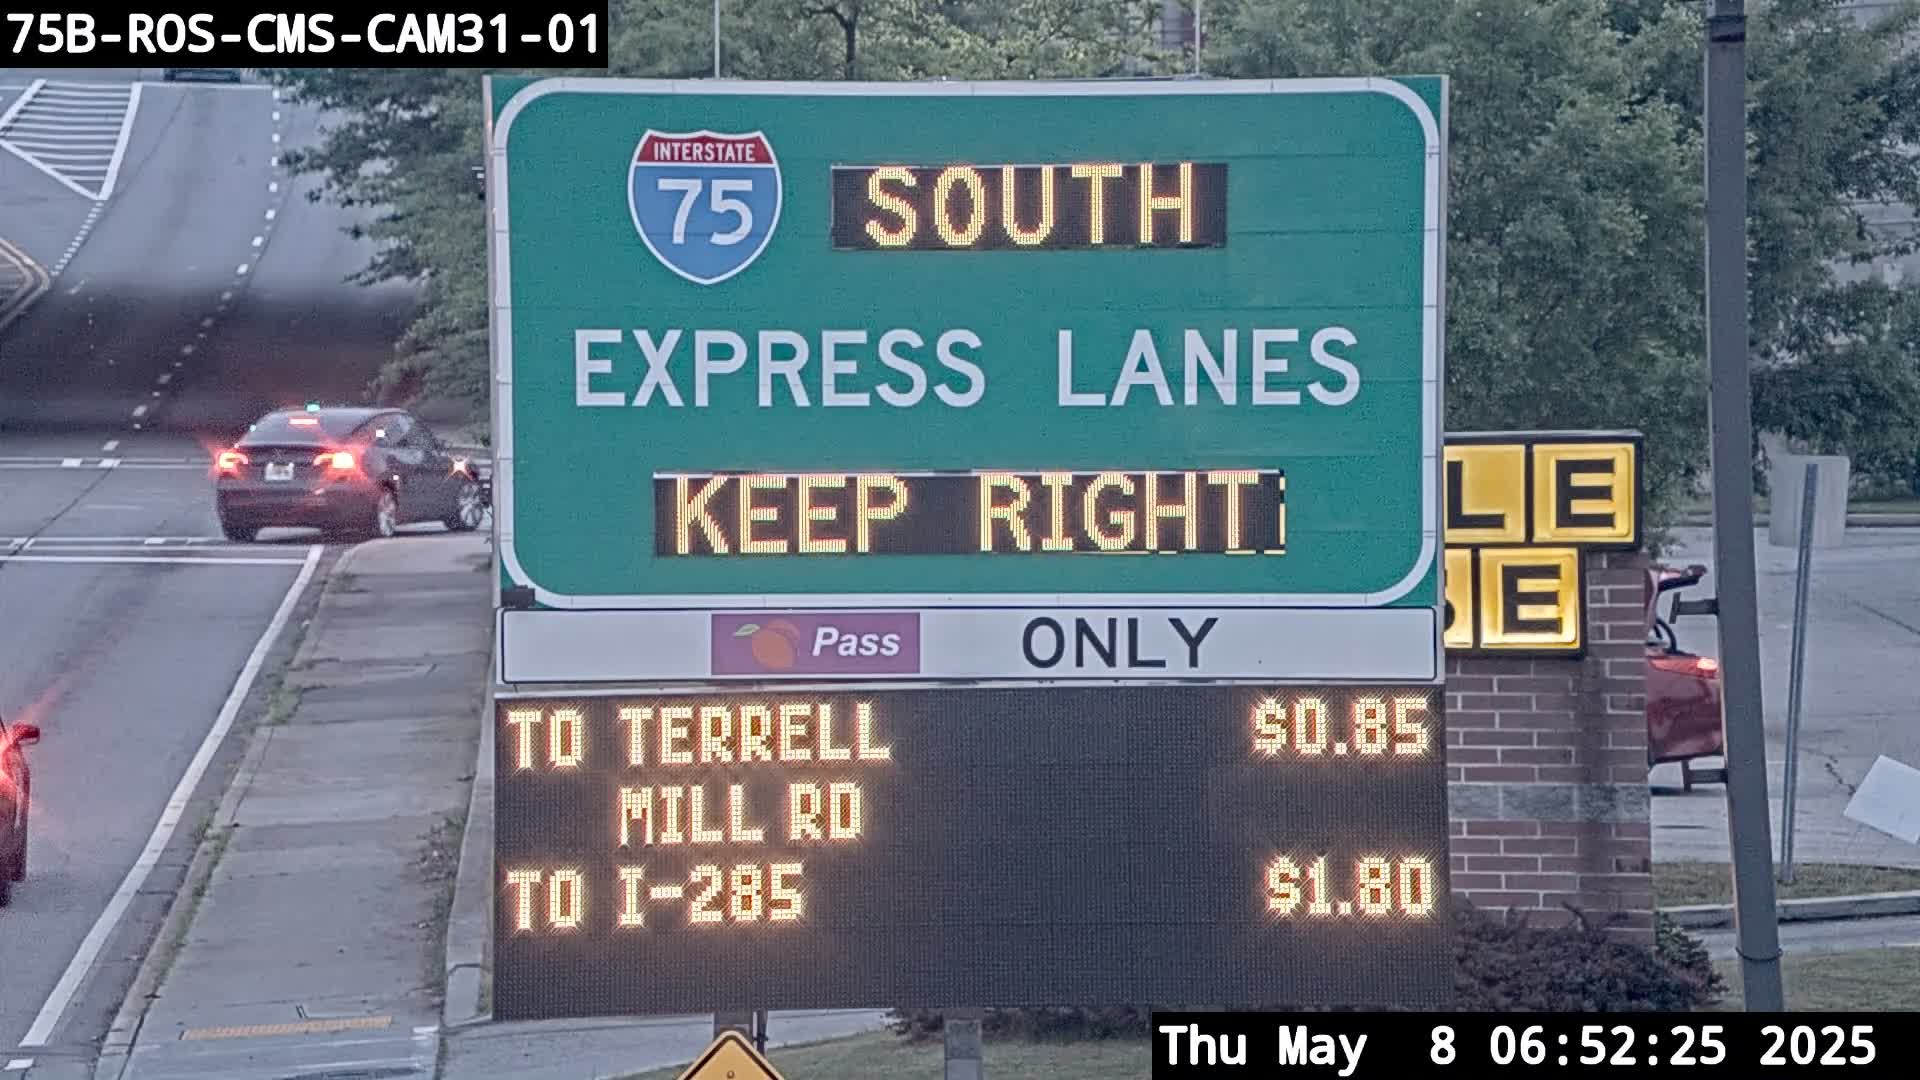 75B-ROS-CMS-CAM31-01
INTERSTATE
75
SOUTH
EXPRESS LANES
KEEP RIGHT
Pass ONLY
TO TERRELL $0.85
MILL RD
TO I-285 $1.80
LE
E
Thu May 8 06:52:25 2025